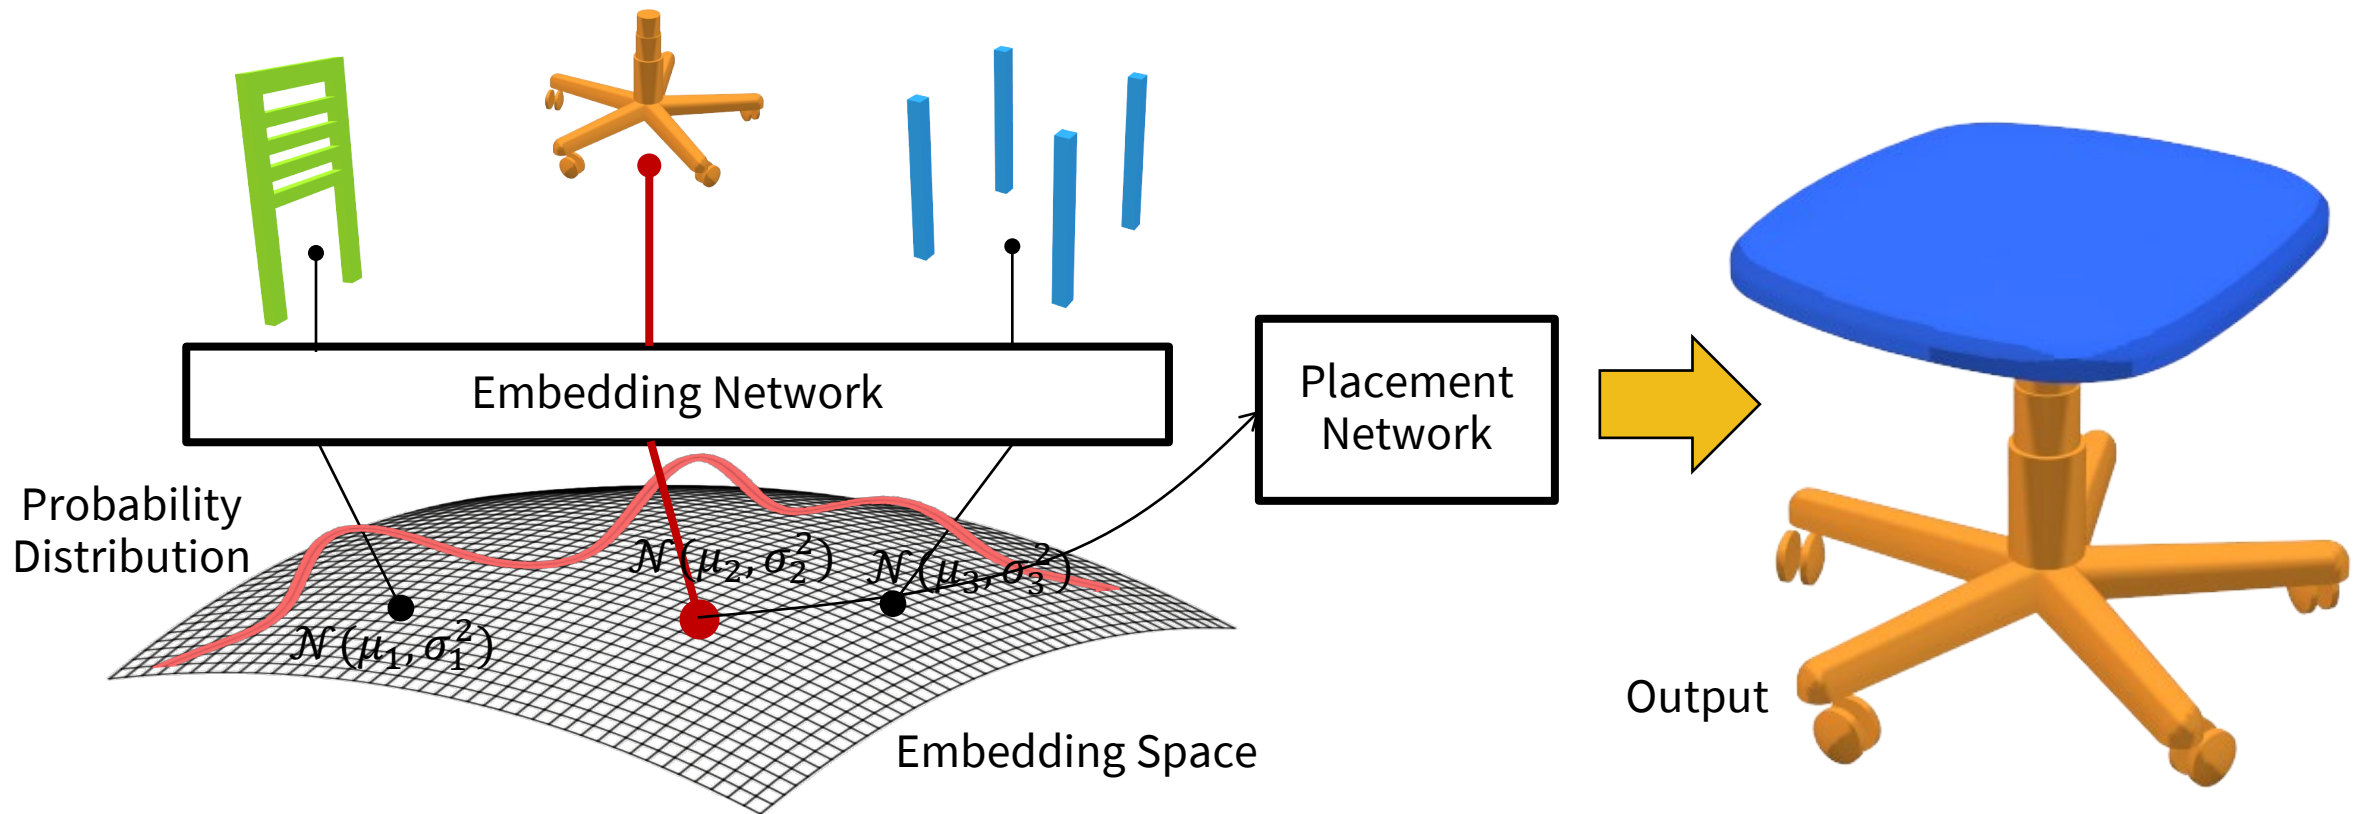 Embedding Network
Placement
Network
Probability
Distribution
𝒩(μ₁, σ₁²)
𝒩(μ₂, σ₂²)
𝒩(μ₃, σ₃²)
Embedding Space
Output